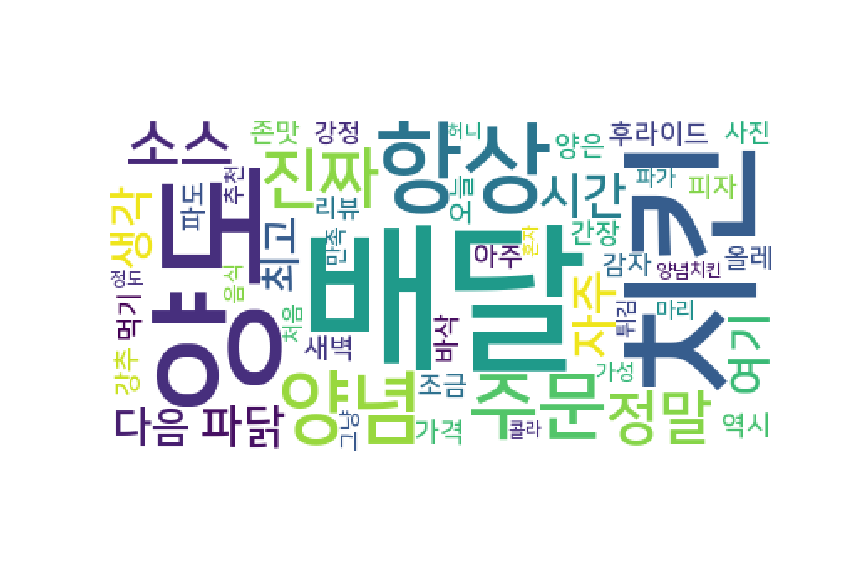 소스
존맛
강정
허니
후라이드
사진
진짜
항상
양은
치킨
추천
파도
오늘
시간
파가
피자
생각
양도
리뷰
최고
만족
혼자
간장
배달
아주
감자
양념치킨
올레
정도
음식
먹기
처음
새벽
바삭
자주
튀김
마리
여기
강추
다음
파닭
양념
그냥
조금
가격
주문
콜라
가성
정말
역시